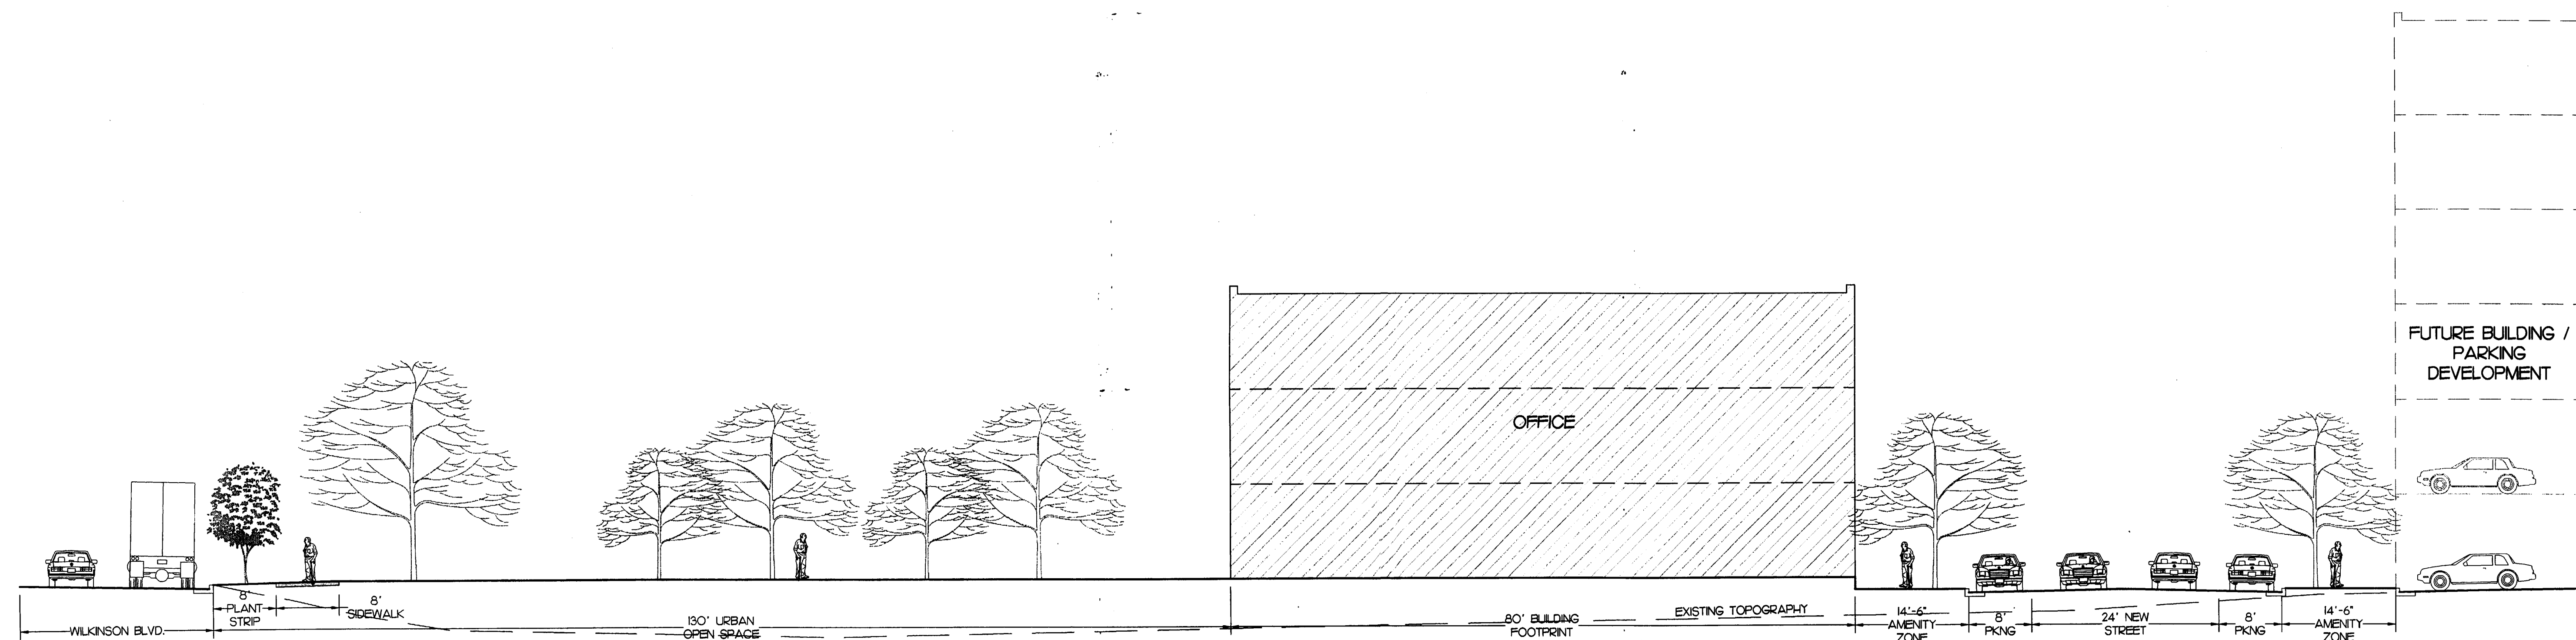 FUTURE BUILDING /
PARKING
DEVELOPMENT
OFFICE
WILKINSON BLVD.
8'
PLANT
STRIP
8'
SIDEWALK
130' URBAN
OPEN SPACE
80' BUILDING
FOOTPRINT
EXISTING TOPOGRAPHY
14'-6"
AMENITY
ZONE
8'
PKNG
24' NEW
STREET
8'
PKNG
14'-6"
AMENITY
ZONE